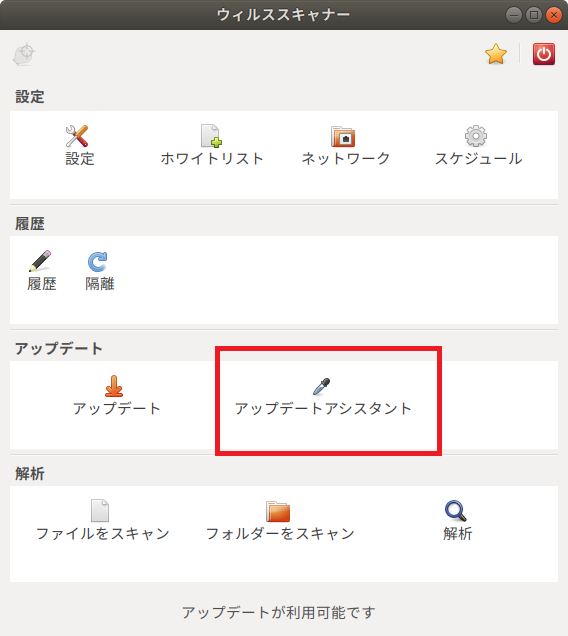 ウィルススキャナー
設定
設定 ホワイトリスト ネットワーク スケジュール
履歴
履歴 隔離
アップデート
アップデート アップデートアシスタント
解析
ファイルをスキャン フォルダーをスキャン 解析
アップデートが利用可能です